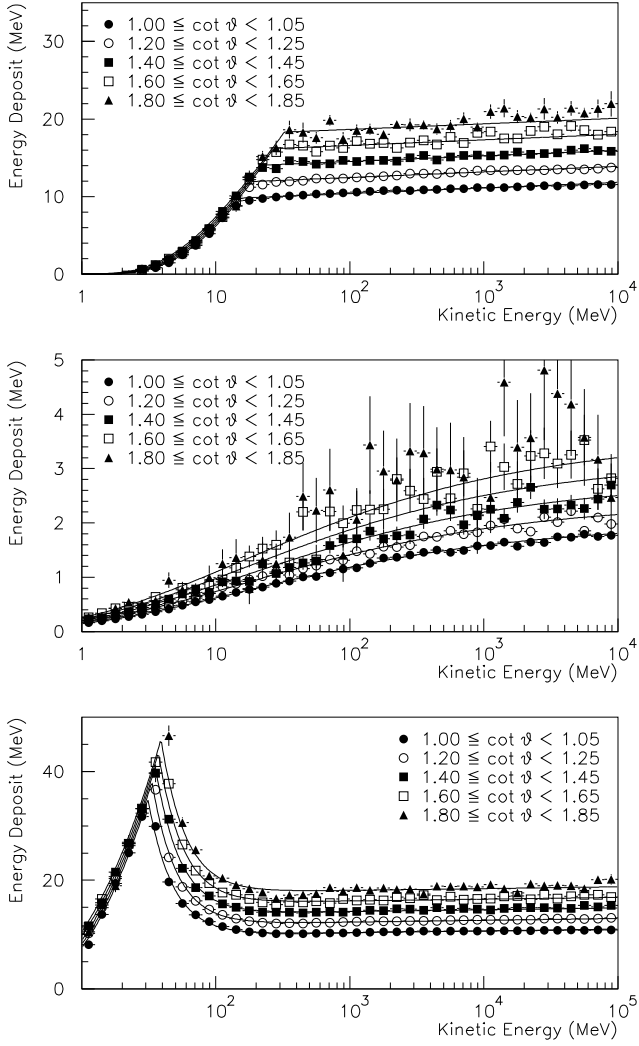 Energy Deposit (MeV)
30
20
10
0
1.00 ≦ cot ϑ < 1.05
1.20 ≦ cot ϑ < 1.25
1.40 ≦ cot ϑ < 1.45
1.60 ≦ cot ϑ < 1.65
1.80 ≦ cot ϑ < 1.85
1 10 10^2 10^3 10^4
Kinetic Energy (MeV)
Energy Deposit (MeV)
5
4
3
2
1
0
1.00 ≦ cot ϑ < 1.05
1.20 ≦ cot ϑ < 1.25
1.40 ≦ cot ϑ < 1.45
1.60 ≦ cot ϑ < 1.65
1.80 ≦ cot ϑ < 1.85
1 10 10^2 10^3 10^4
Kinetic Energy (MeV)
Energy Deposit (MeV)
40
20
10
0
1.00 ≦ cot ϑ < 1.05
1.20 ≦ cot ϑ < 1.25
1.40 ≦ cot ϑ < 1.45
1.60 ≦ cot ϑ < 1.65
1.80 ≦ cot ϑ < 1.85
10^2 10^3 10^4 10^5
Kinetic Energy (MeV)